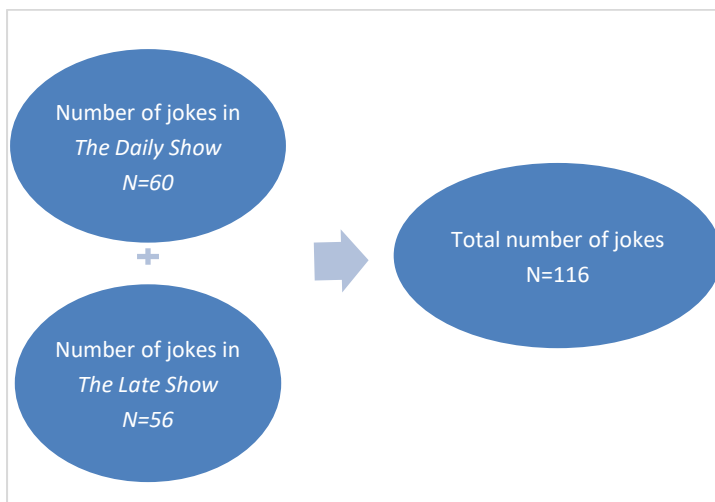 Number of jokes in
The Daily Show
N=60
+
Number of jokes in
The Late Show
N=56
Total number of jokes
N=116